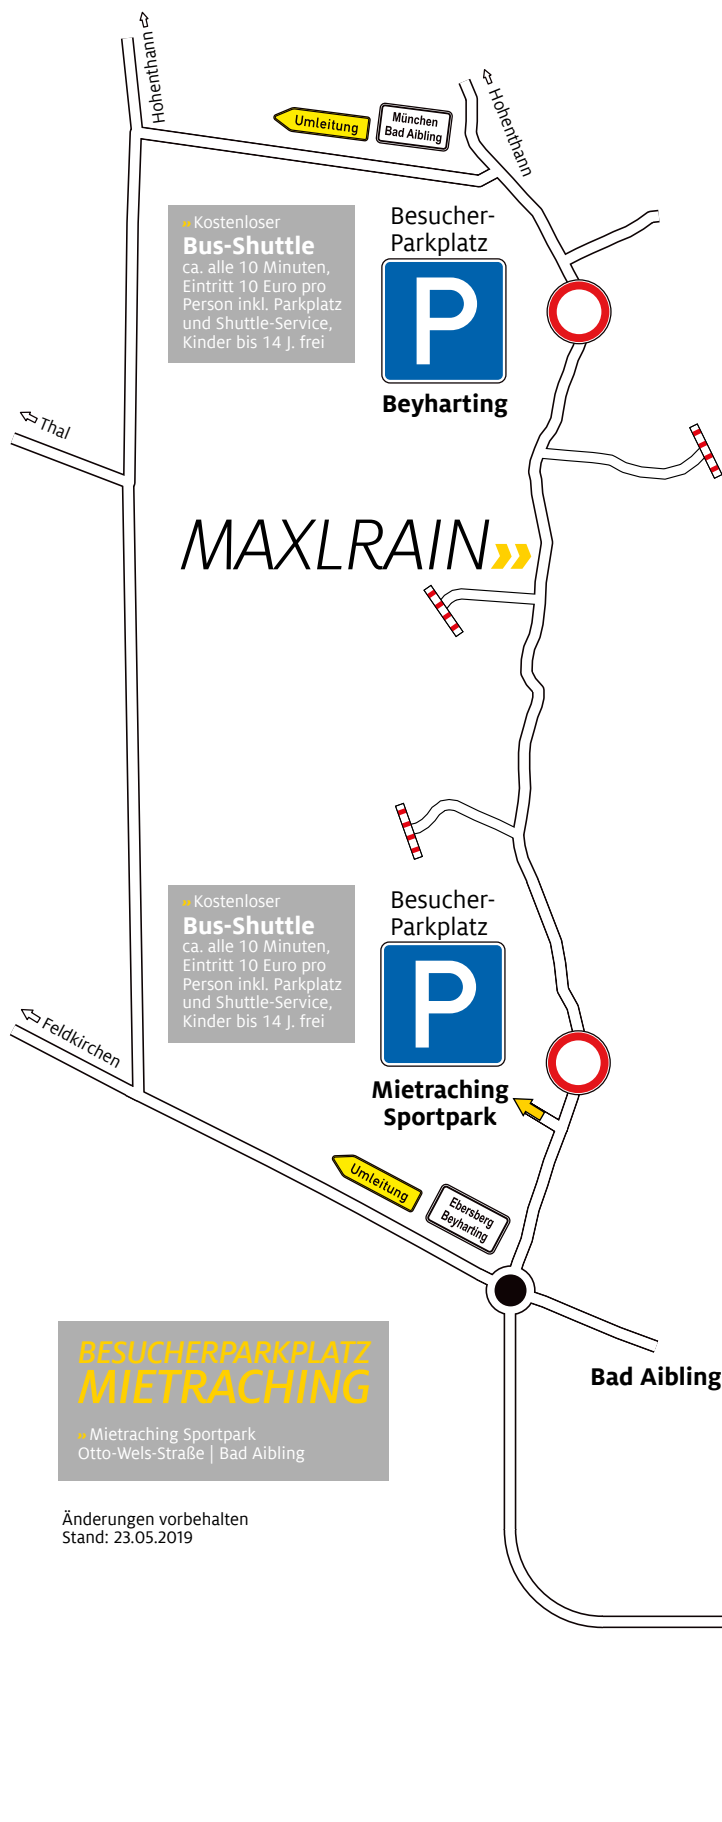 Hohenthann
Umleitung
München
Bad Aibling
Hohenthann
» Kostenloser
Bus-Shuttle
ca. alle 10 Minuten,
Eintritt 10 Euro pro
Person inkl. Parkplatz
und Shuttle-Service,
Kinder bis 14 J. frei
Besucher-
Parkplatz
P
Beyharting
Thal
MAXLRAIN»
» Kostenloser
Bus-Shuttle
ca. alle 10 Minuten,
Eintritt 10 Euro pro
Person inkl. Parkplatz
und Shuttle-Service,
Kinder bis 14 J. frei
Besucher-
Parkplatz
P
Mietraching
Sportpark
Feldkirchen
Umleitung
Ebersberg
Beyharting
BESUCHERPARKPLATZ
MIETRACHING
» Mietraching Sportpark
Otto-Wels-Straße | Bad Aibling
Bad Aibling
Änderungen vorbehalten
Stand: 23.05.2019